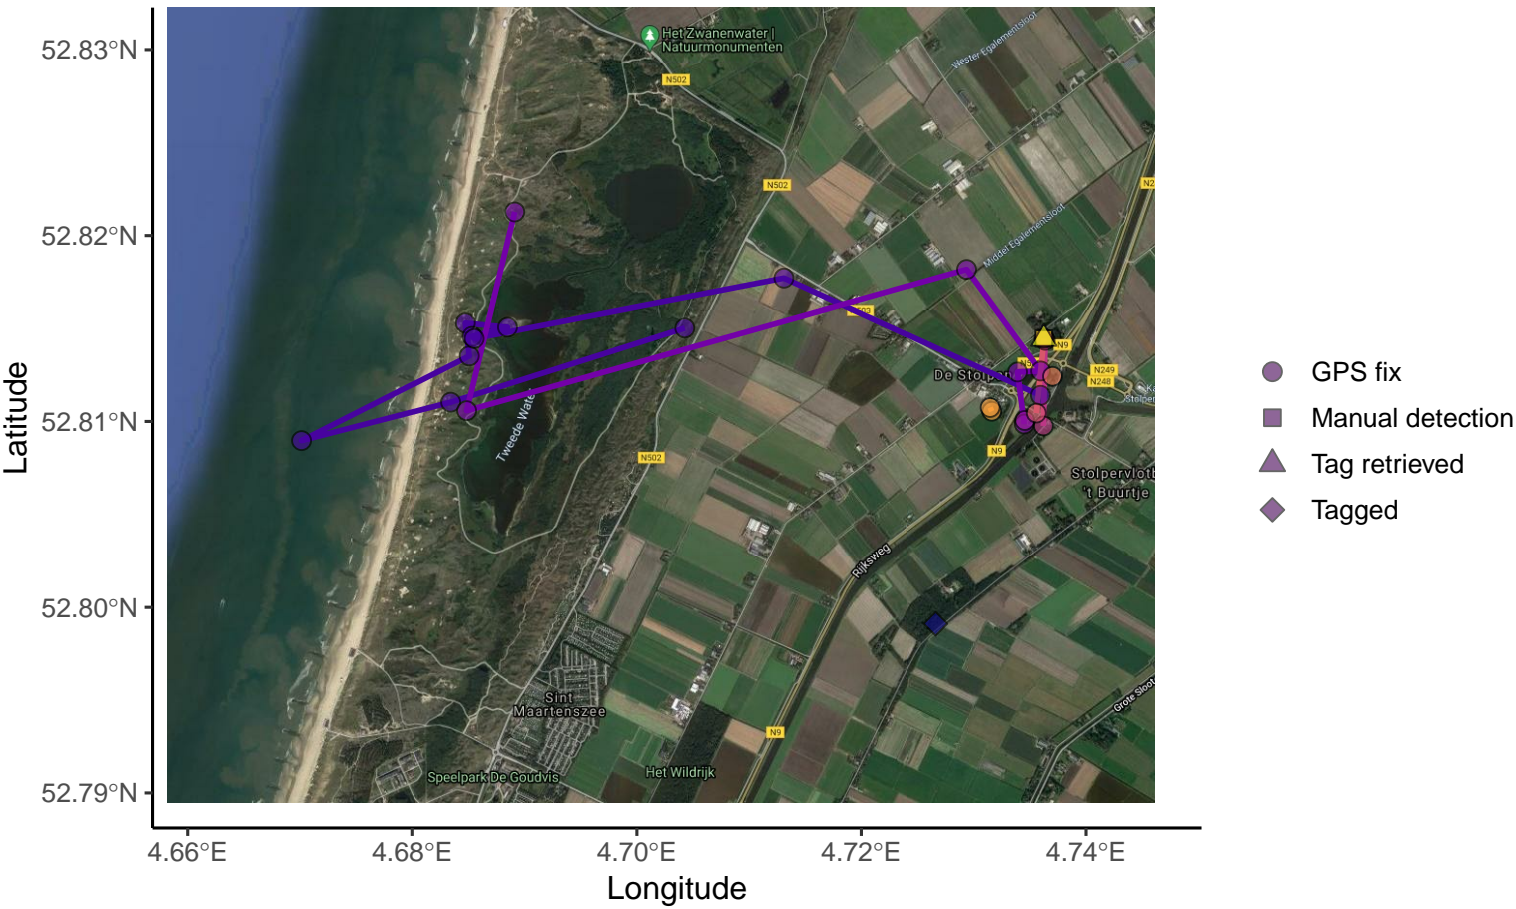 52.83°N
52.82°N
52.81°N
52.80°N
52.79°N
Latitude
4.66°E
4.68°E
4.70°E
4.72°E
4.74°E
Longitude
Het Zwanenwater |
Natuurmonumenten
N502
Wester Egalementsloot
N502
Middel Egalementsloot
N9
N249
N248
De Stolpen
Tweede Water
N502
N9
Stolpervlotb
't Buurtje
Rijksweg
Sint
Maartenszee
N9
Grote Sloot
Speelpark De Goudvis
Het Wildrijk
GPS fix
Manual detection
Tag retrieved
Tagged